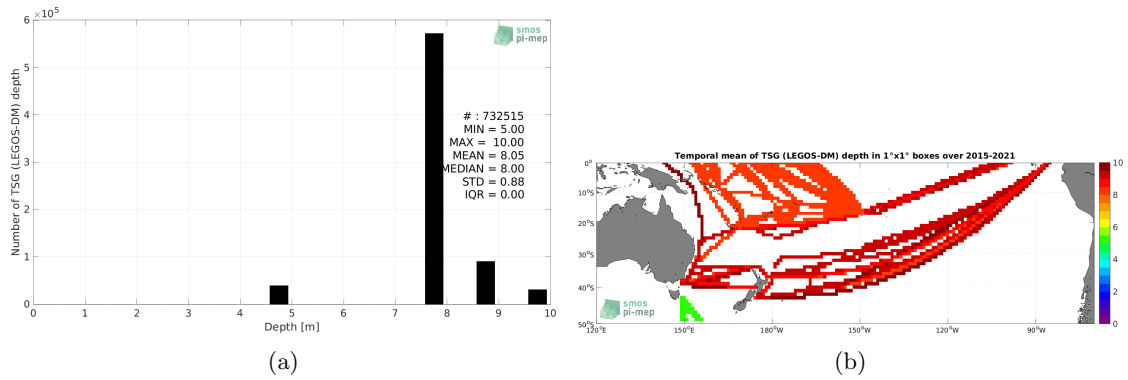 ×10⁵
6
5
4
3
2
1
0
Number of TSG (LEGOS-DM) depth
smos
pi-mep
# : 732515
MIN = 5.00
MAX = 10.00
MEAN = 8.05
MEDIAN = 8.00
STD = 0.88
IQR = 0.00
0 1 2 3 4 5 6 7 8 9 10
Depth [m]
(a)
Temporal mean of TSG (LEGOS-DM) depth in 1°x1° boxes over 2015-2021
0°
10°S
20°S
30°S
40°S
50°S
smos
pi-mep
120°E 150°E 180°W 150°W 120°W 90°W
10
8
6
4
2
0
(b)